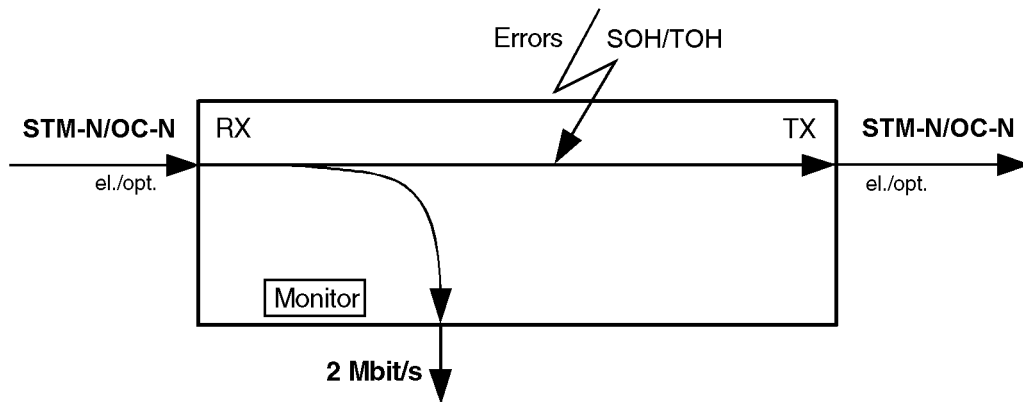 Errors SOH/TOH
STM-N/OC-N RX TX STM-N/OC-N
el./opt. el./opt.
Monitor
2 Mbit/s